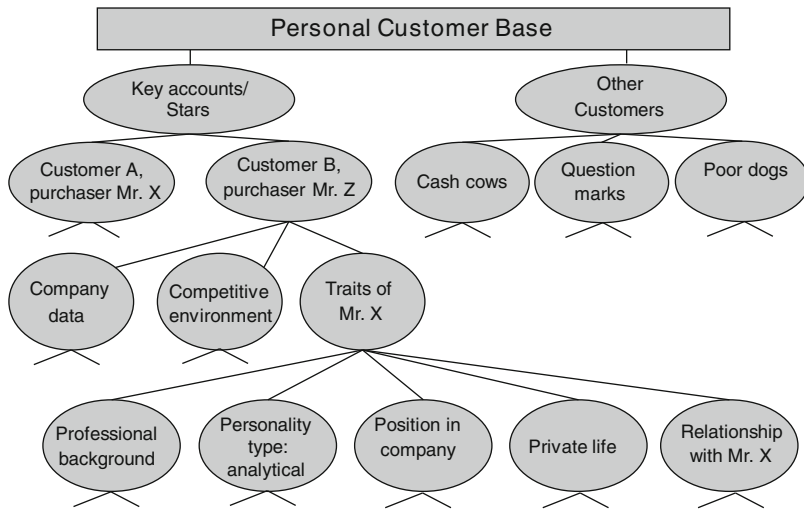 Personal Customer Base
Key accounts/
Stars
Other
Customers
Customer A,
purchaser Mr. X
Customer B,
purchaser Mr. Z
Cash cows
Question
marks
Poor dogs
Company
data
Competitive
environment
Traits of
Mr. X
Professional
background
Personality
type:
analytical
Position in
company
Private life
Relationship
with Mr. X